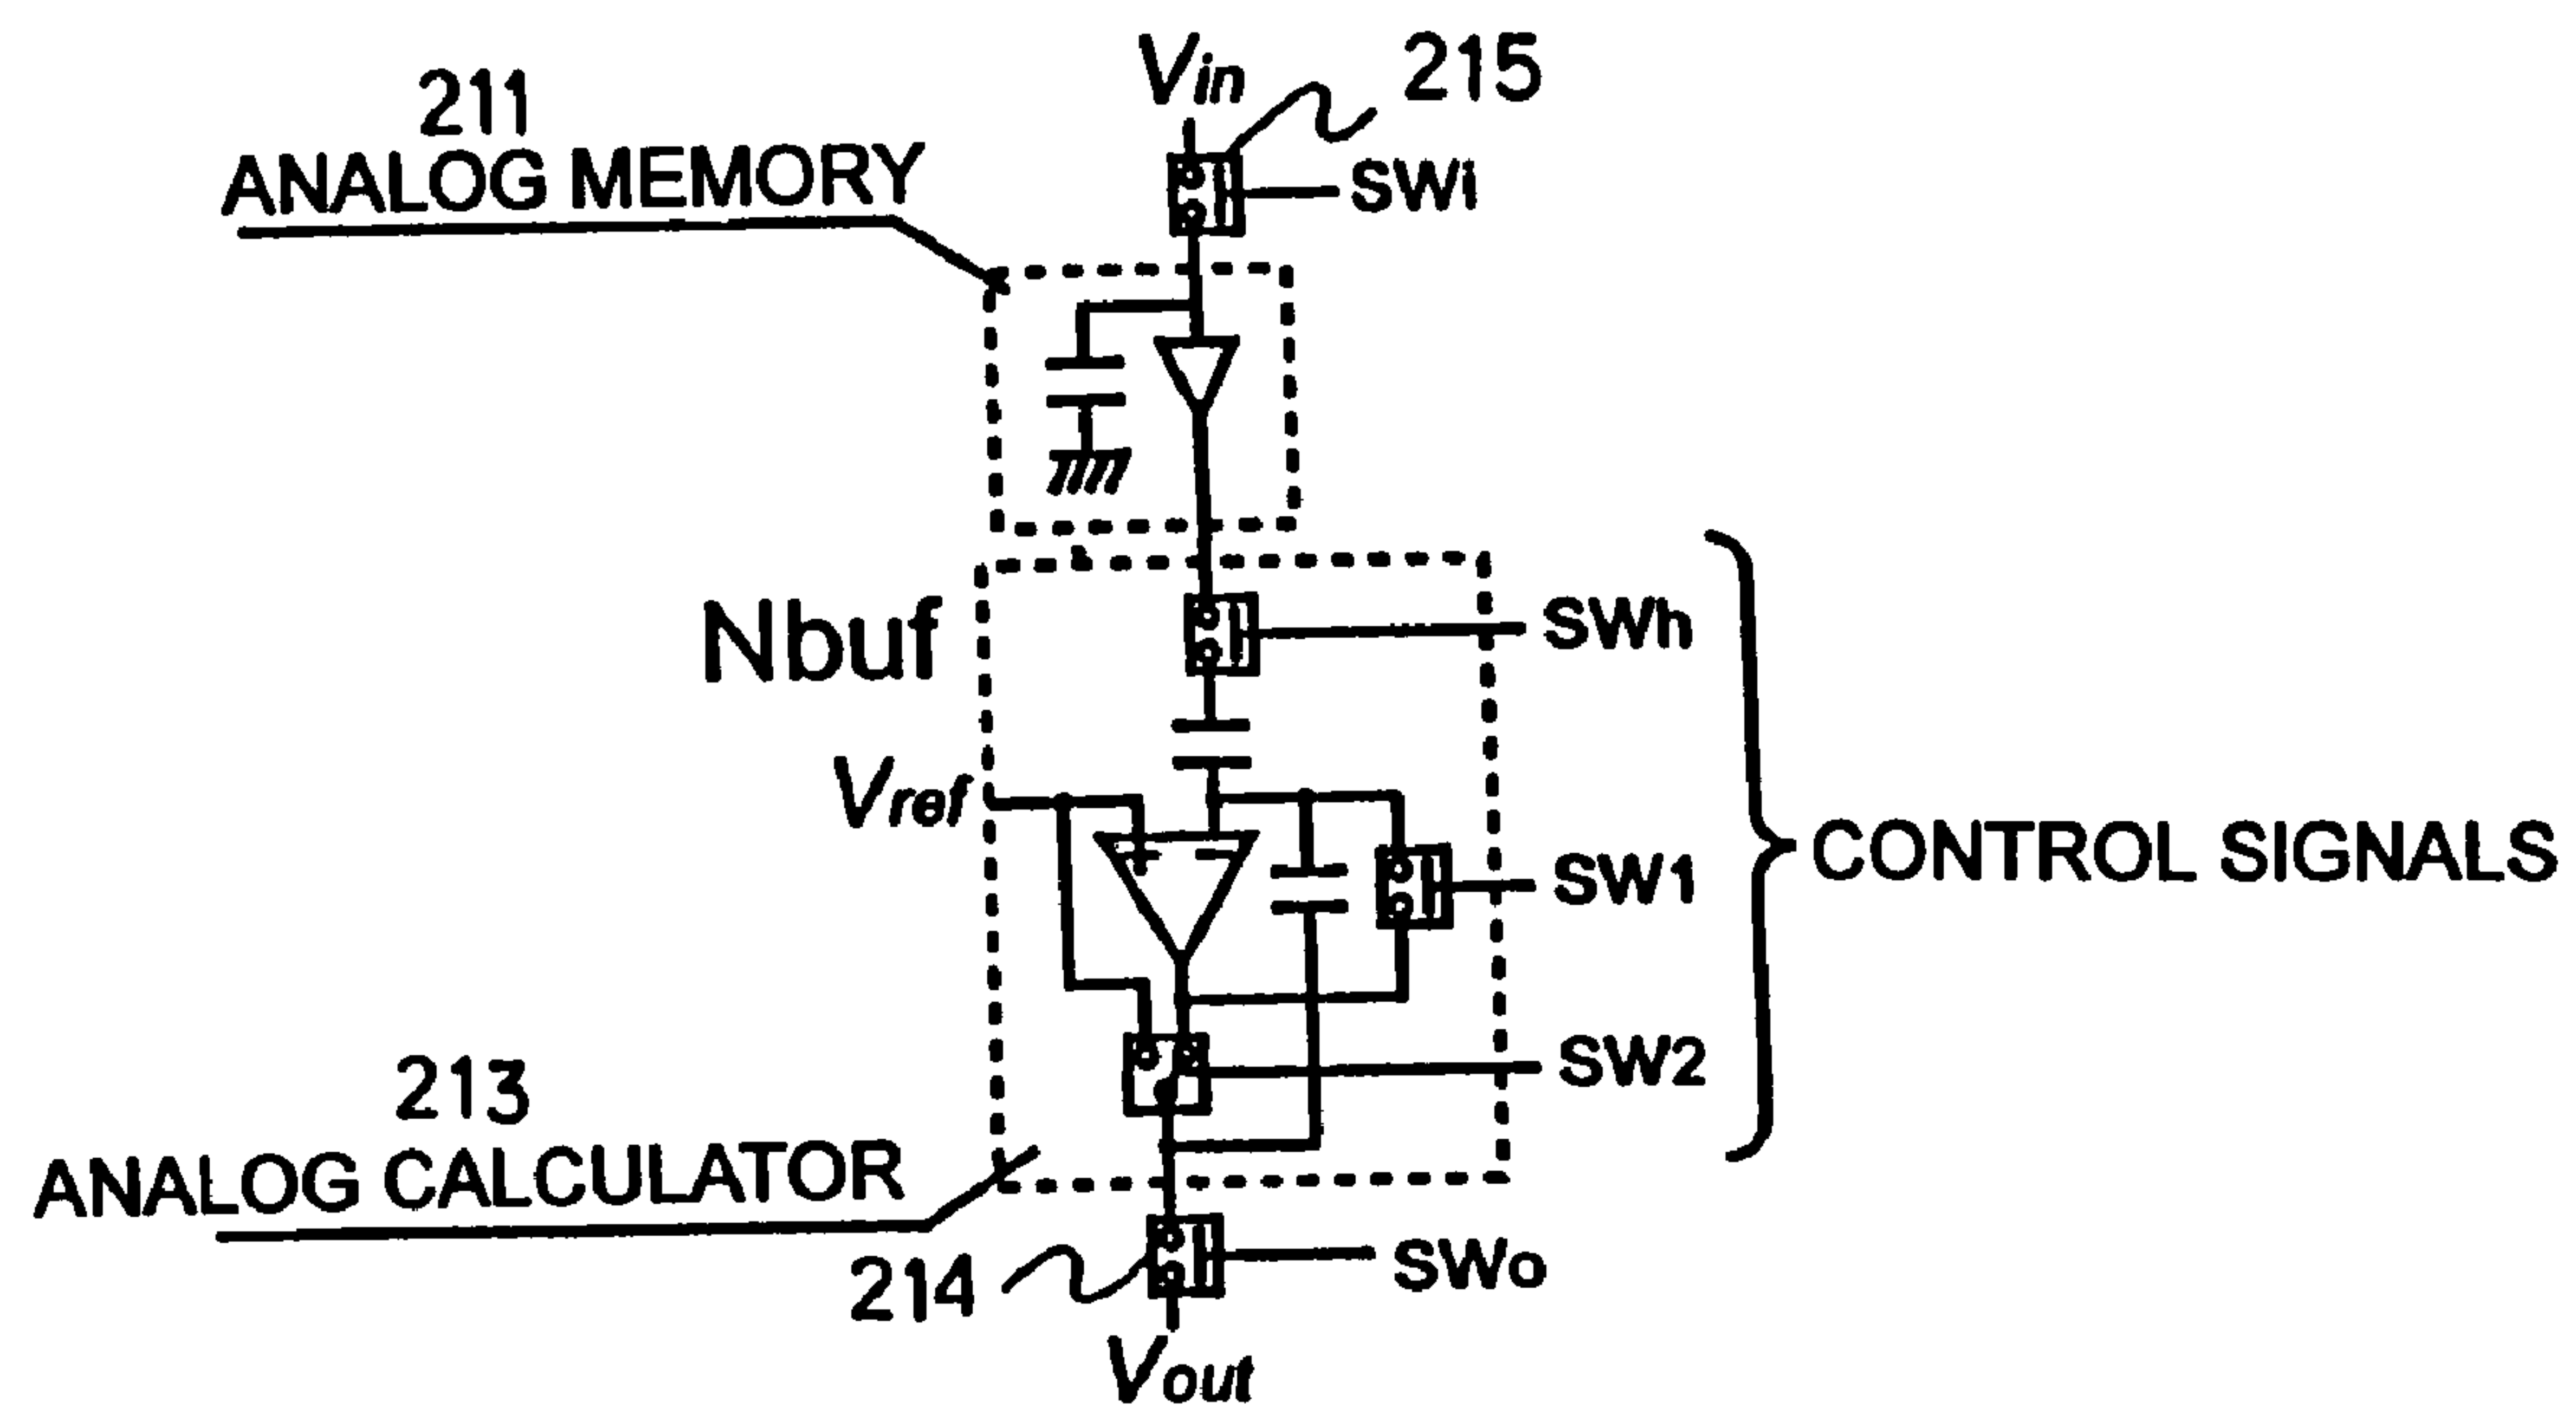 Vin
215
211
ANALOG MEMORY
SWi
Nbuf
SWh
Vref
+
−
SW1
CONTROL SIGNALS
SW2
213
ANALOG CALCULATOR
214
SWo
Vout